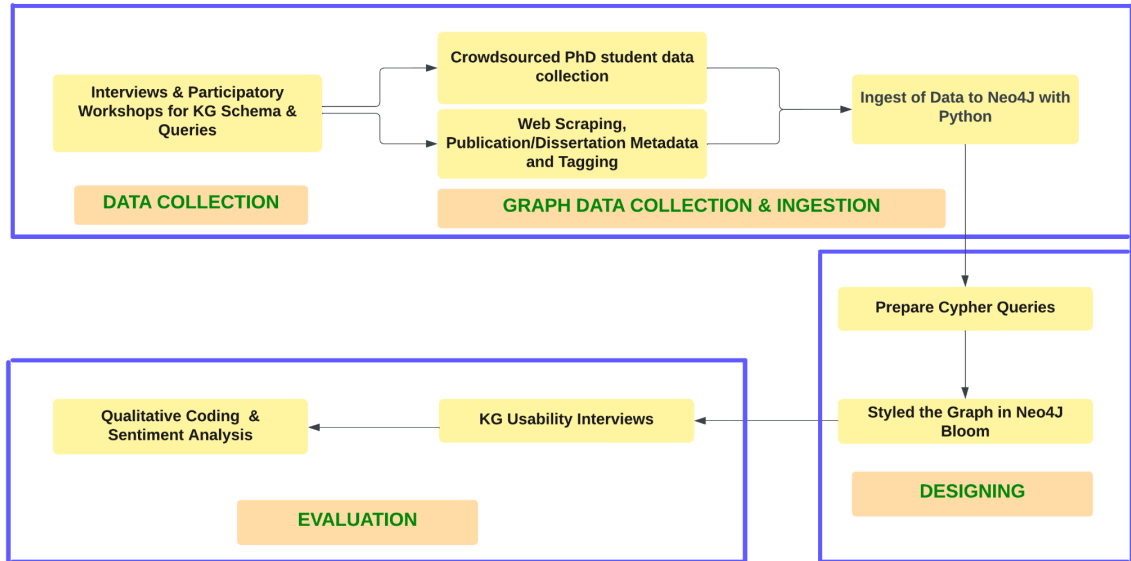 Interviews & Participatory
Workshops for KG Schema &
Queries
Crowdsourced PhD student data
collection
Web Scraping,
Publication/Dissertation Metadata
and Tagging
Ingest of Data to Neo4J with
Python
DATA COLLECTION
GRAPH DATA COLLECTION & INGESTION
Prepare Cypher Queries
Styled the Graph in Neo4J
Bloom
DESIGNING
KG Usability Interviews
Qualitative Coding &
Sentiment Analysis
EVALUATION